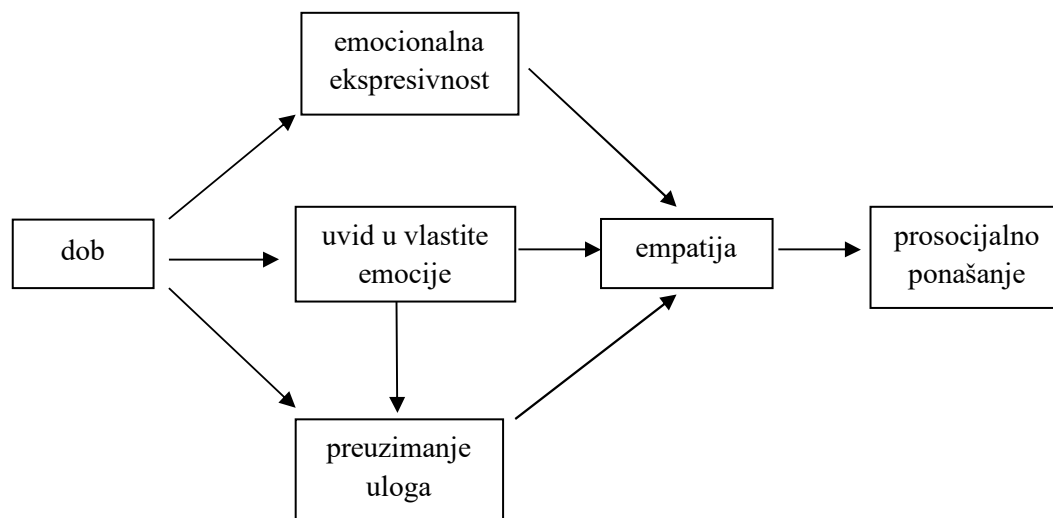 emocionalna
ekspresivnost
dob
uvid u vlastite
emocije
empatija
prosocijalno
ponašanje
preuzimanje
uloga